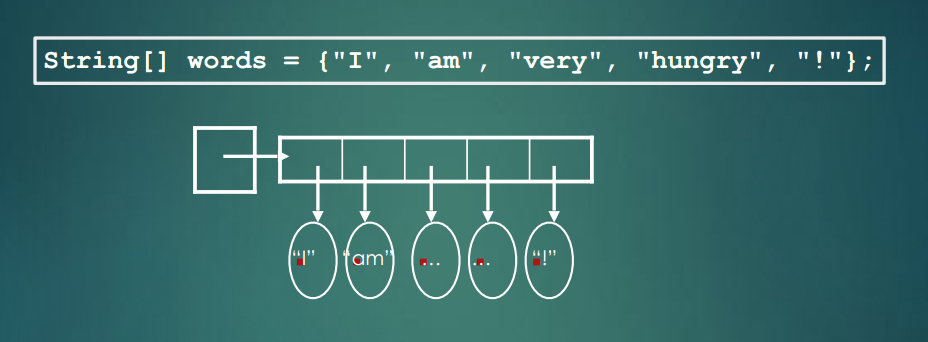 String[] words = {"I", "am", "very", "hungry", "!"};
“I” “am” ... ... “!”